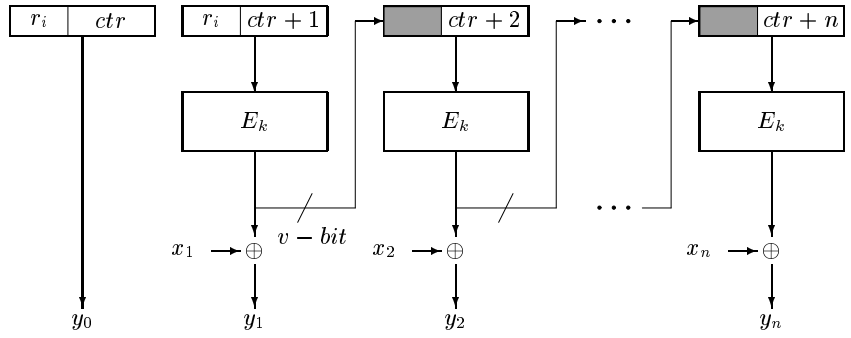 r_i ctr r_i ctr + 1 ctr + 2 ··· ctr + n
E_k E_k E_k
···
v − bit
x_1 ⊕ x_2 ⊕ x_n ⊕
y_0 y_1 y_2 y_n